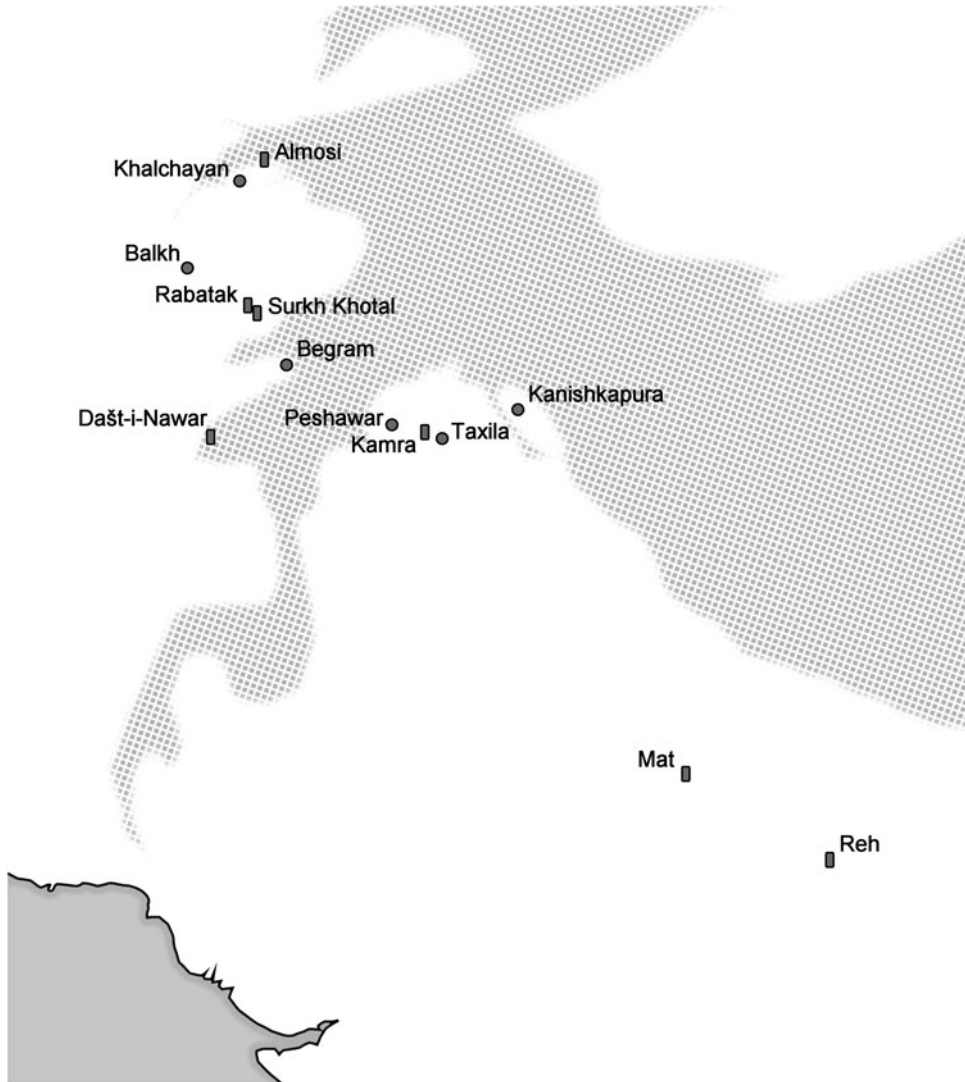 Almosi
Khalchayan
Balkh
Rabatak
Surkh Khotal
Begram
Kanishkapura
Dašt-i-Nawar
Peshawar
Taxila
Kamra
Mat
Reh